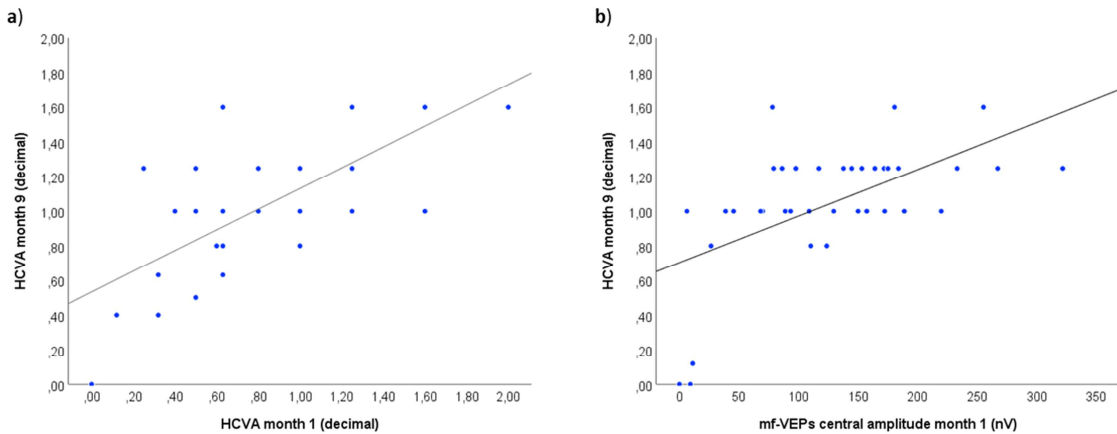 a)
HCVA month 9 (decimal)
2,00
1,80
1,60
1,40
1,20
1,00
,80
,60
,40
,20
,00
,00 ,20 ,40 ,60 ,80 1,00 1,20 1,40 1,60 1,80 2,00
HCVA month 1 (decimal)
b)
HCVA month 9 (decimal)
2,00
1,80
1,60
1,40
1,20
1,00
,80
,60
,40
,20
,00
0 50 100 150 200 250 300 350
mf-VEPs central amplitude month 1 (nV)